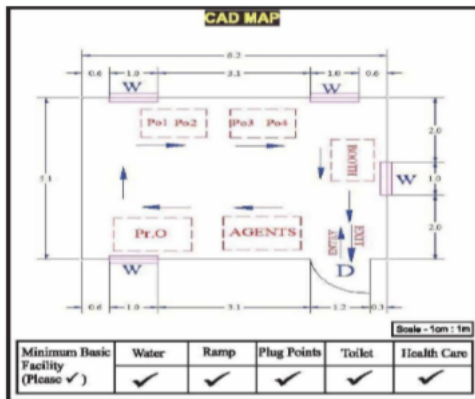 CAD MAP
8.2
0.6 1.0 3.1 1.0 0.6
W W
Po1 Po2 Po3 Po4
BOOTH
2.0
W 1.0
5.1
2.0
Pr.O AGENTS
EXIT
W D
0.6 1.0 3.1 1.2 0.3
Scale - 1cm : 1m
Minimum Basic Facility (Please ✓) Water Ramp Plug Points Toilet Health Care
✓ ✓ ✓ ✓ ✓